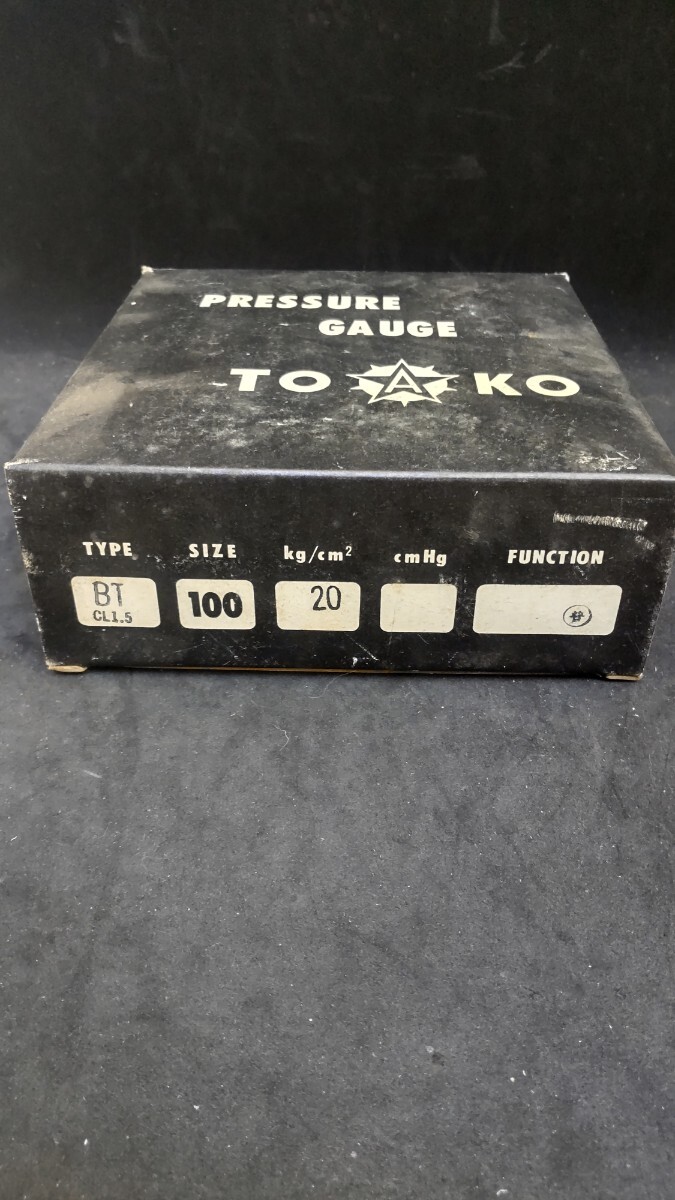 PRESSURE
GAUGE
TO A KO
TYPE SIZE kg/cm² cmHg FUNCTION
BT 100 20
CL1.5